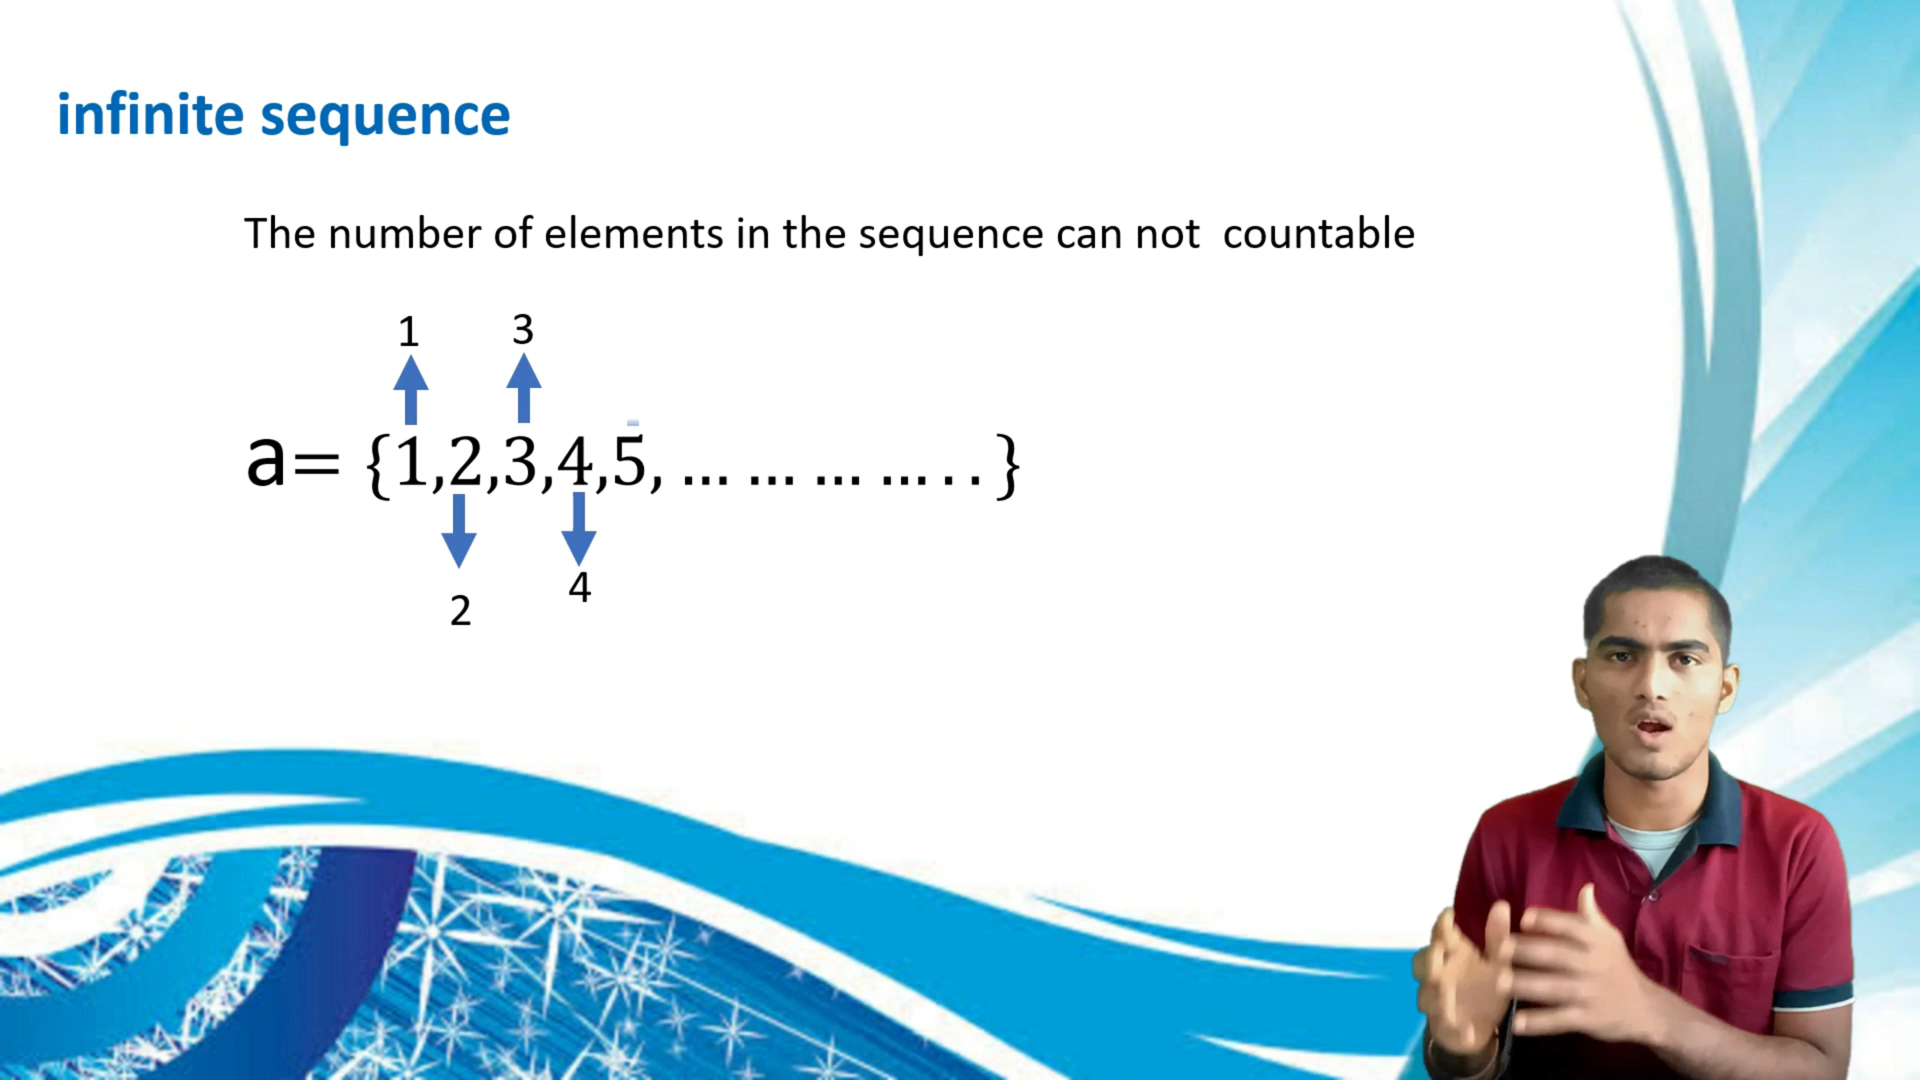 infinite sequence
The number of elements in the sequence can not  countable
1 3
a= {1,2,3,4,5, … … … … . . }
2 4